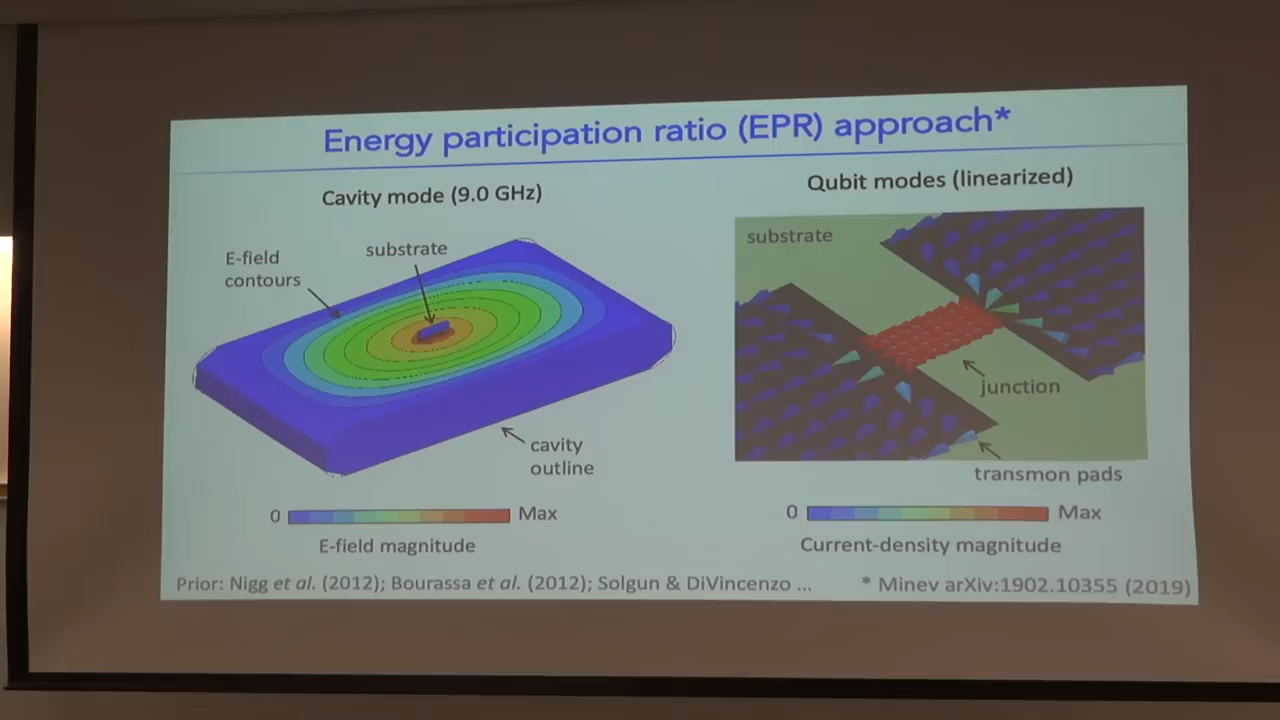 Energy participation ratio (EPR) approach*
Cavity mode (9.0 GHz)
E-field
contours
substrate
cavity
outline
0
Max
E-field magnitude
Qubit modes (linearized)
substrate
junction
transmon pads
0
Max
Current-density magnitude
Prior: Nigg et al. (2012); Bourassa et al. (2012); Solgun & DiVincenzo ...
* Minev arXiv:1902.10355 (2019)